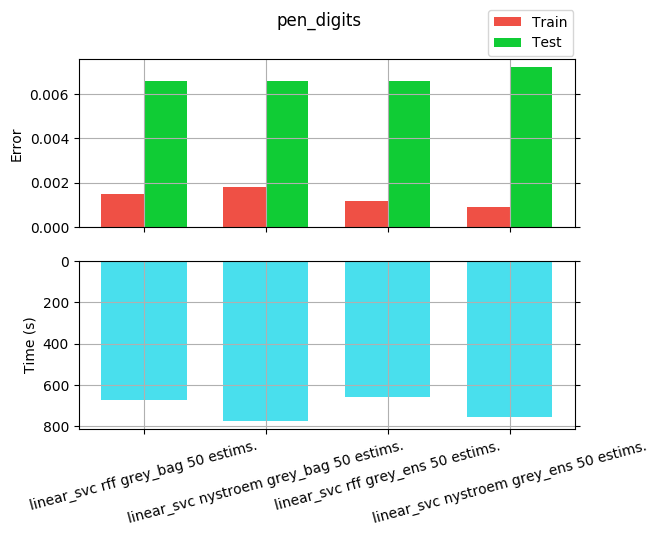 pen_digits
Train
Test
Error
0.006
0.004
0.002
0.000
Time (s)
0
200
400
600
800
linear_svc rff grey_bag 50 estims.
linear_svc nystroem grey_bag 50 estims.
linear_svc rff grey_ens 50 estims.
linear_svc nystroem grey_ens 50 estims.